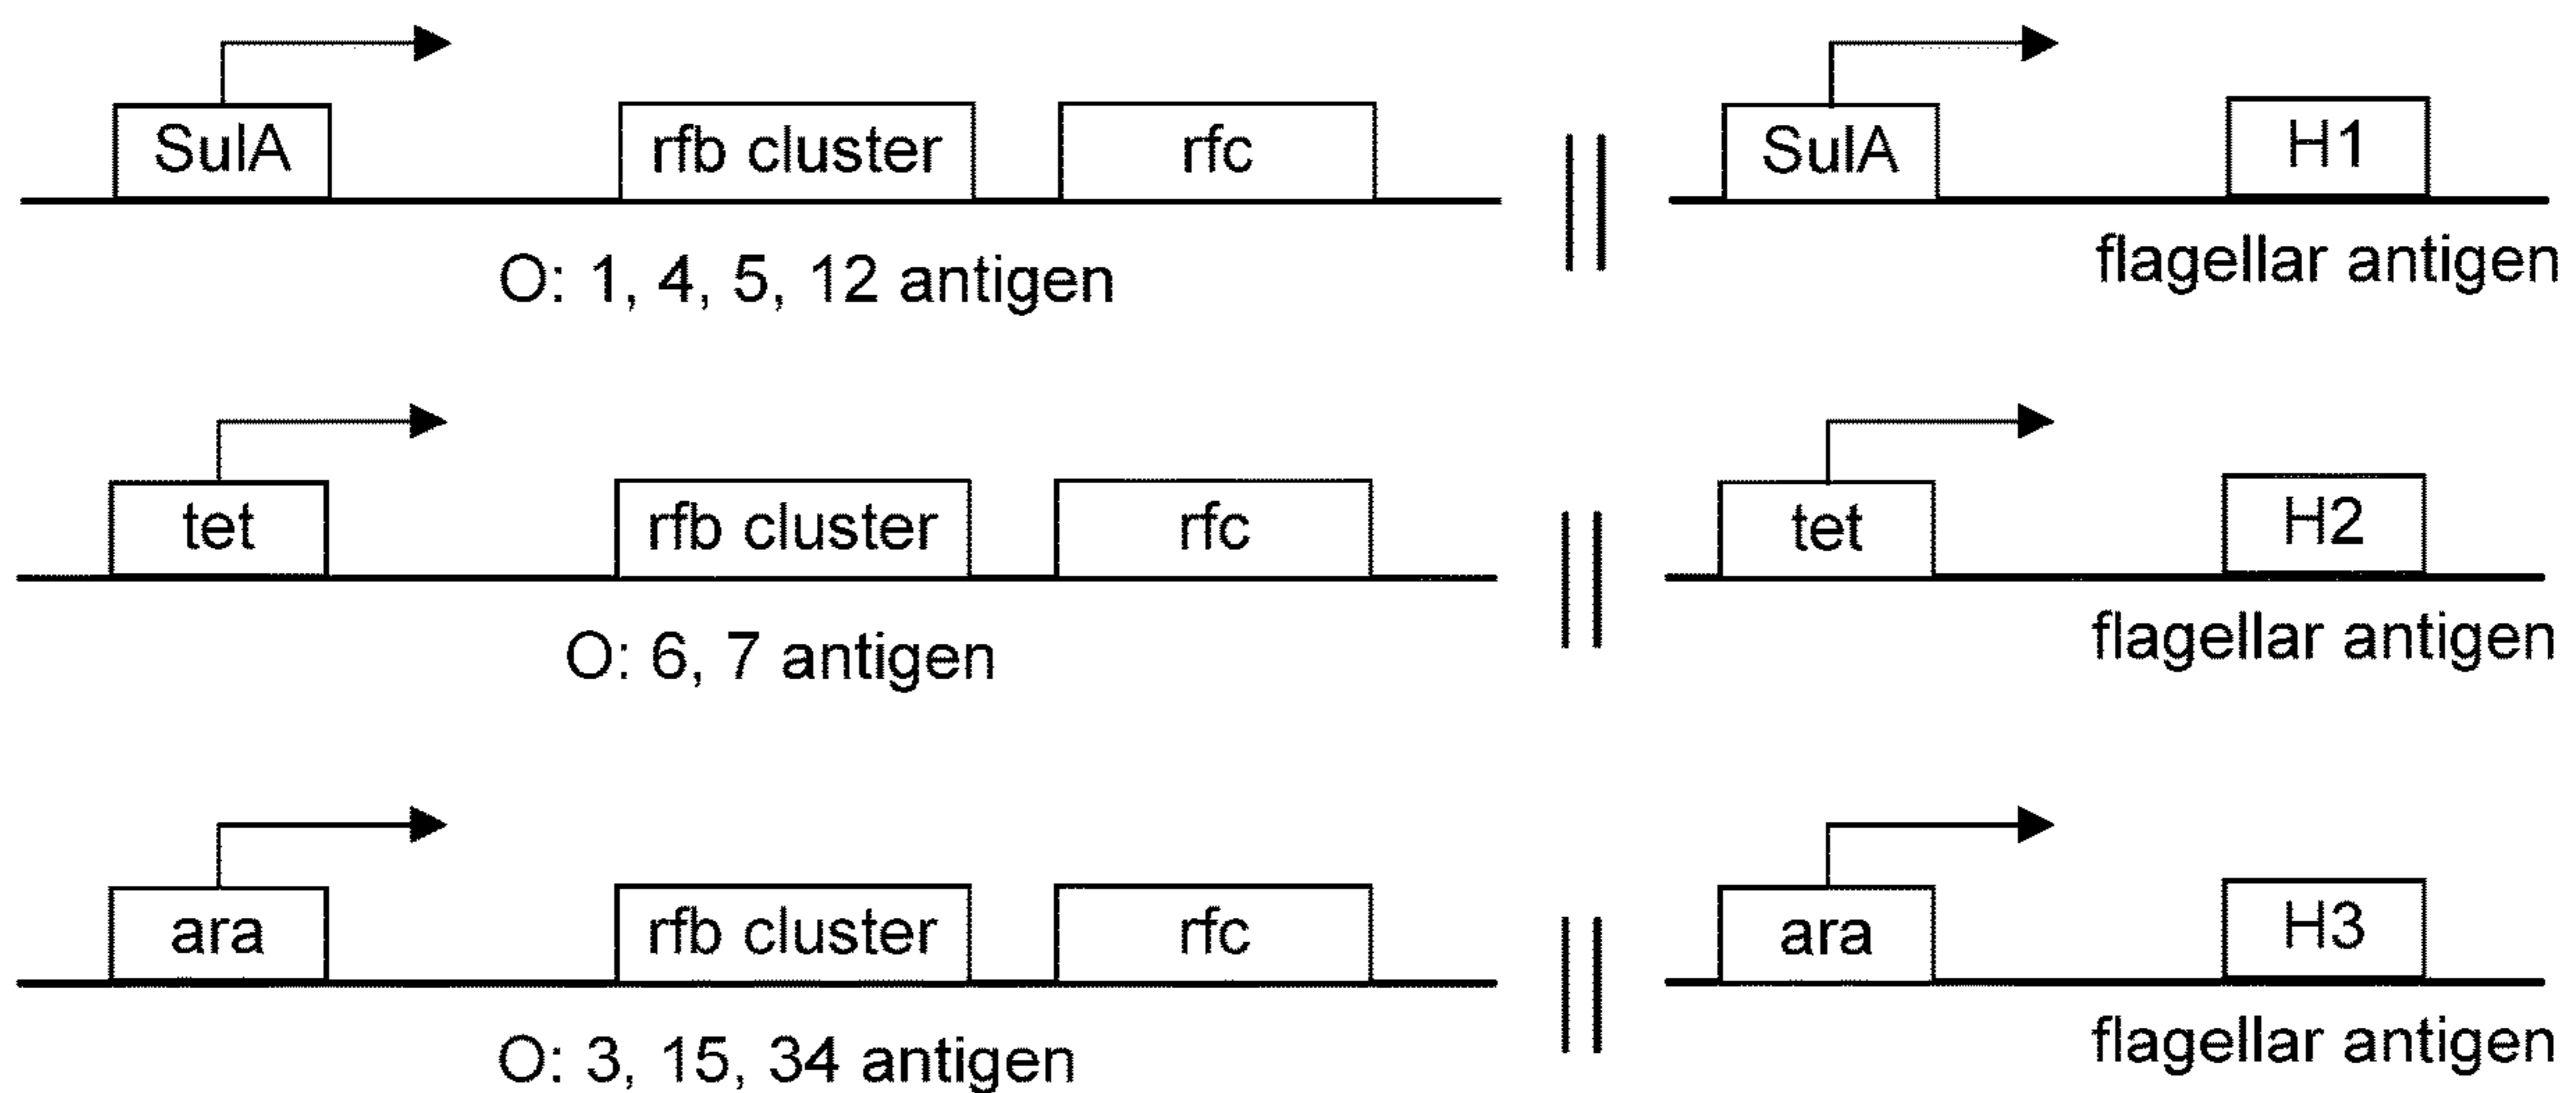 SulA rfb cluster rfc SulA H1
O: 1, 4, 5, 12 antigen flagellar antigen
tet rfb cluster rfc tet H2
O: 6, 7 antigen flagellar antigen
ara rfb cluster rfc ara H3
O: 3, 15, 34 antigen flagellar antigen